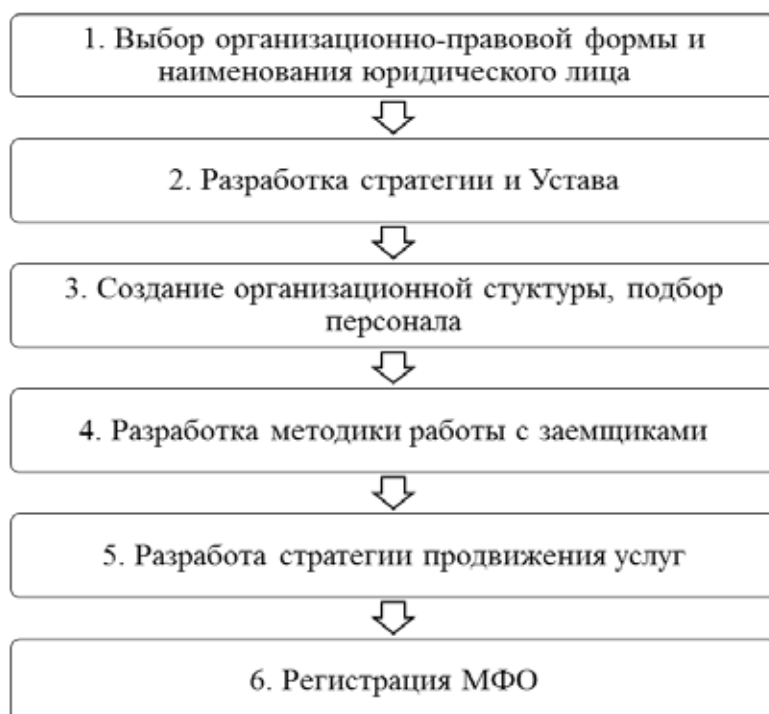 1. Выбор организационно-правовой формы и
наименования юридического лица
2. Разработка стратегии и Устава
3. Создание организационной стуктуры, подбор
персонала
4. Разработка методики работы с заемщиками
5. Разработа стратегии продвижения услуг
6. Регистрация МФО